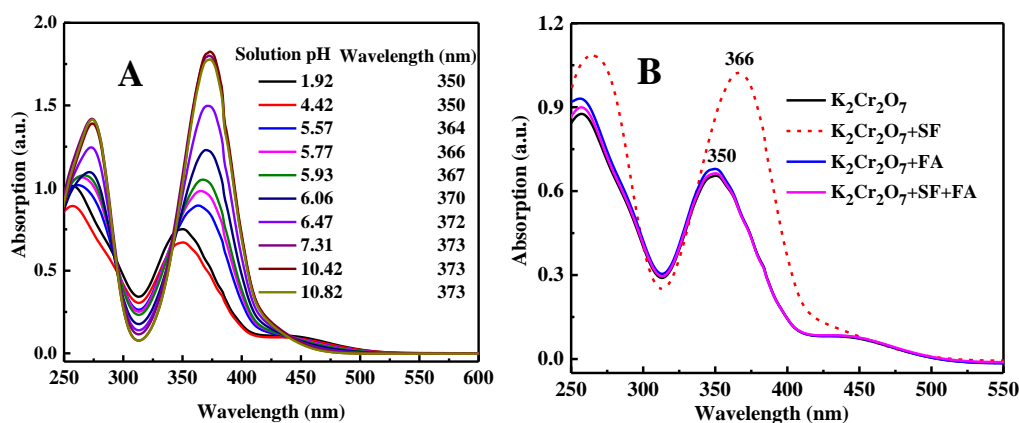 A
Solution pH Wavelength (nm)
1.92 350
4.42 350
5.57 364
5.77 366
5.93 367
6.06 370
6.47 372
7.31 373
10.42 373
10.82 373
2.0
1.5
1.0
0.5
0.0
Absorption (a.u.)
250 300 350 400 450 500 600
Wavelength (nm)
B
366
350
K₂Cr₂O₇
K₂Cr₂O₇+SF
K₂Cr₂O₇+FA
K₂Cr₂O₇+SF+FA
1.2
0.9
0.6
0.3
0.0
Absorption (a.u.)
250 300 350 400 450 500 550
Wavelength (nm)